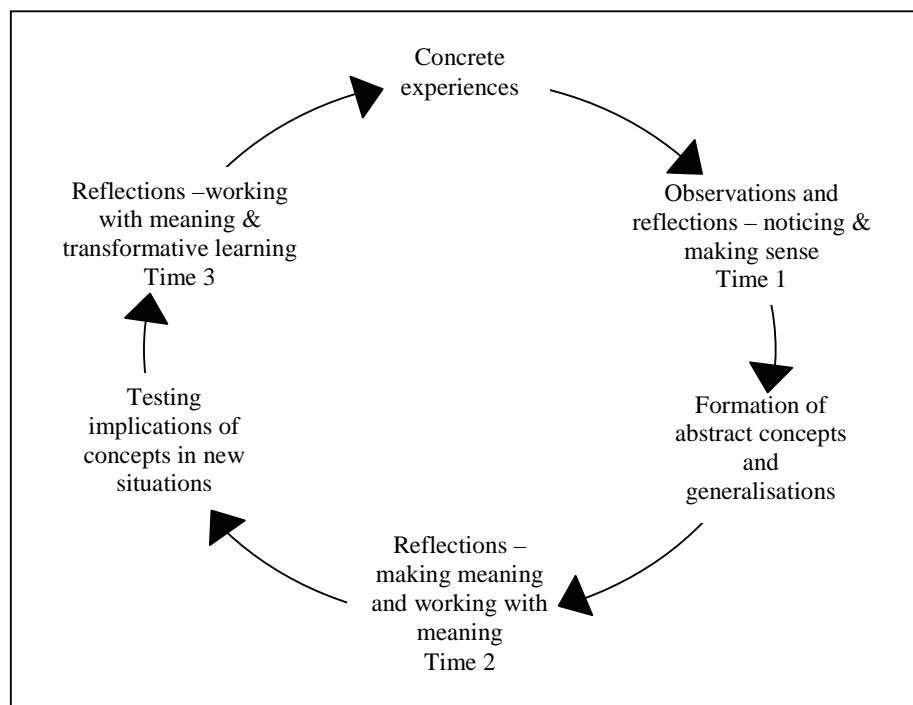 Concrete
experiences
Observations and
reflections – noticing &
making sense
Time 1
Formation of
abstract concepts
and
generalisations
Reflections –
making meaning
and working with
meaning
Time 2
Testing
implications of
concepts in new
situations
Reflections –working
with meaning &
transformative learning
Time 3